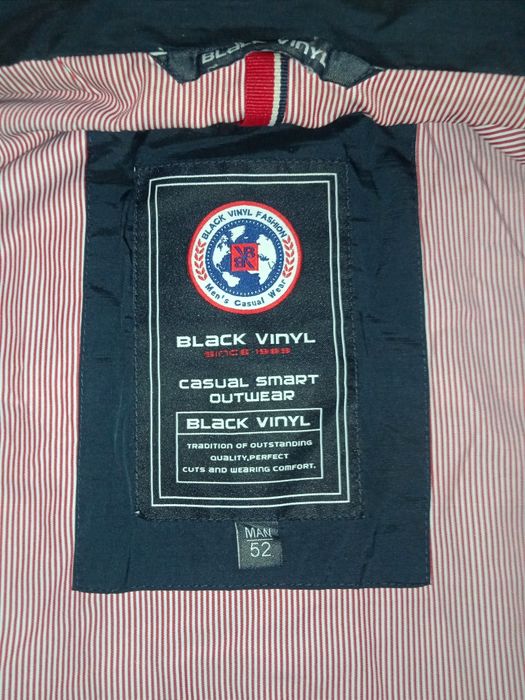 BLACK VINYL
BLACK VINYL FASHION
Men's Casual Wear
BLACK VINYL
SINCE 1989
CASUAL SMART
OUTWEAR
BLACK VINYL
TRADITION OF OUTSTANDING
QUALITY,PERFECT
CUTS AND WEARING COMFORT.
MAN
52